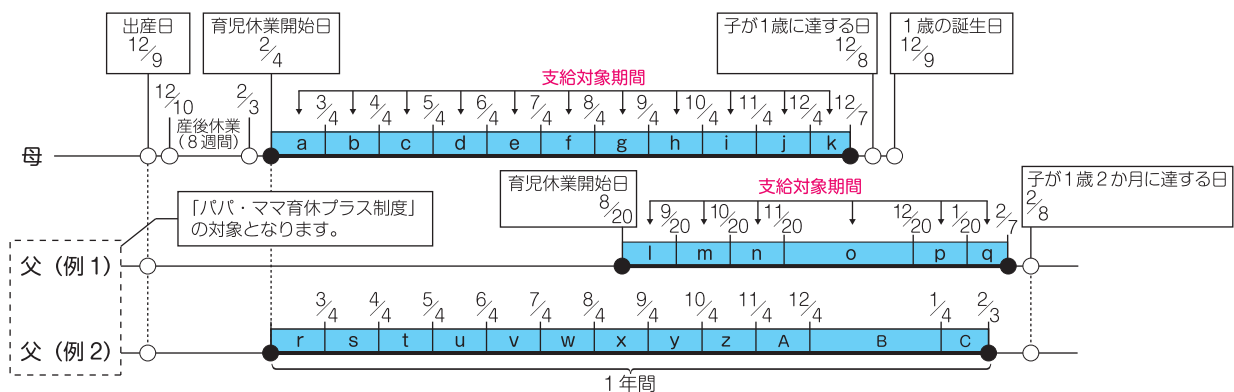 出産日
12/9
育児休業開始日
2/4
子が1歳に達する日
12/8
1歳の誕生日
12/9
支給対象期間
12/10
2/3
産後休業
(8週間)
3/4 4/4 5/4 6/4 7/4 8/4 9/4 10/4 11/4 12/4 12/7
母
a b c d e f g h i j k
育児休業開始日
8/20
支給対象期間
子が1歳2か月に達する日
2/8
「パパ・ママ育休プラス制度」
の対象となります。
9/20 10/20 11/20 12/20 1/20 2/7
父(例1)
l m n o p q
3/4 4/4 5/4 6/4 7/4 8/4 9/4 10/4 11/4 12/4 1/4 2/3
父(例2)
r s t u v w x y z A B C
1年間